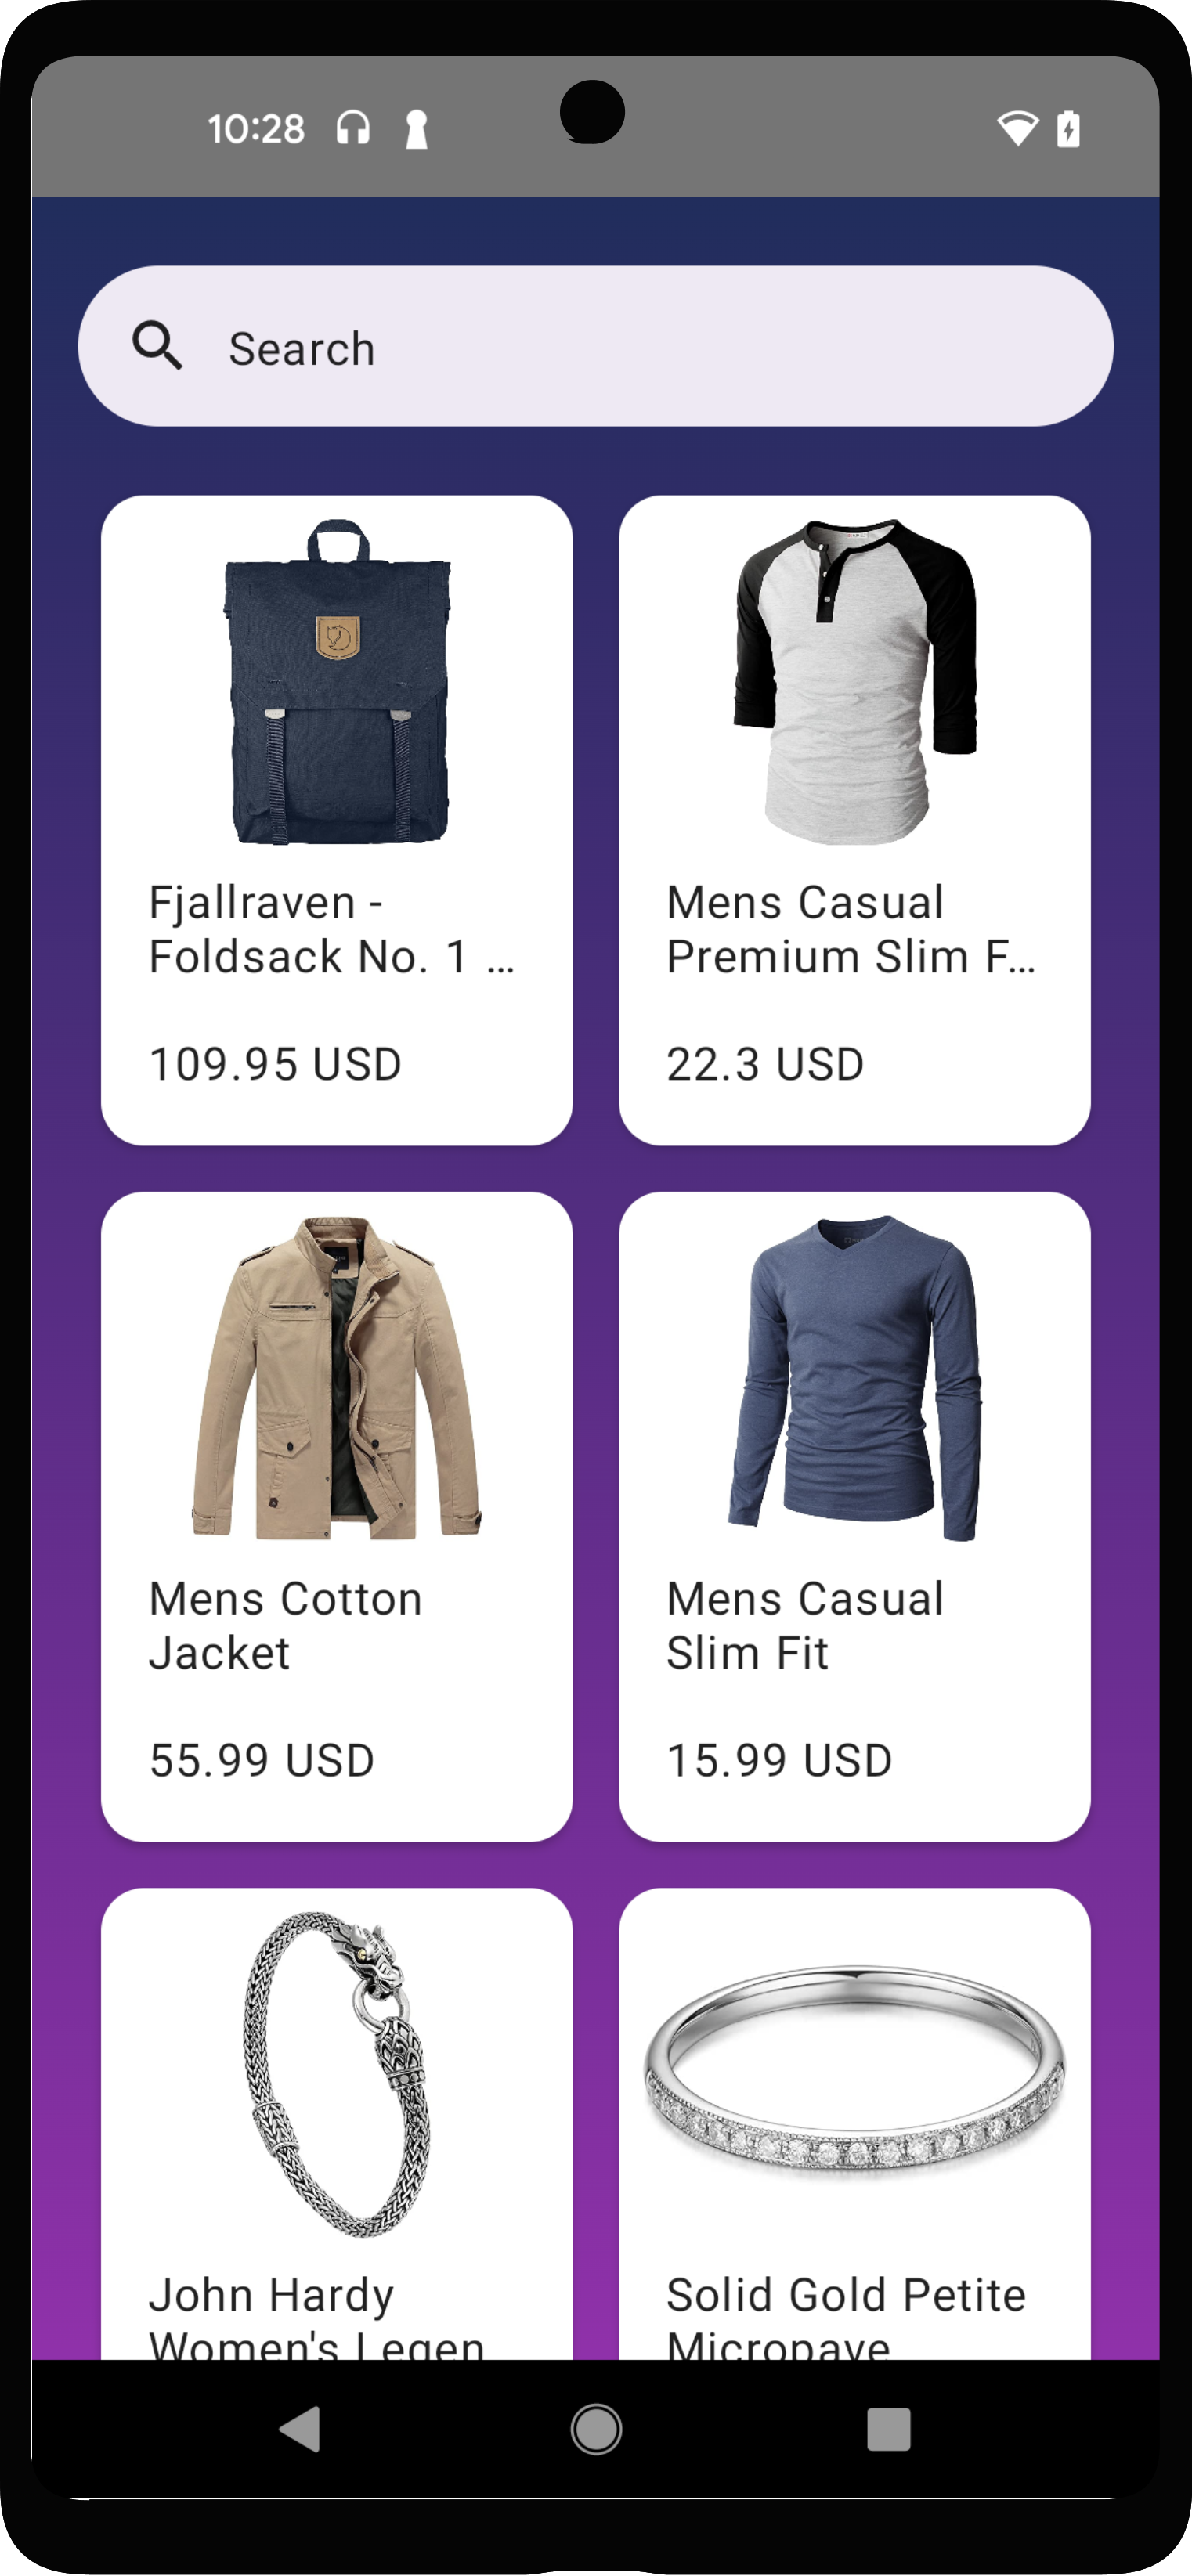 10:28
Search
Fjallraven -
Foldsack No. 1 ...
109.95 USD
Mens Casual
Premium Slim F...
22.3 USD
Mens Cotton
Jacket
55.99 USD
Mens Casual
Slim Fit
15.99 USD
John Hardy
Women's Legen
Solid Gold Petite
Micropave